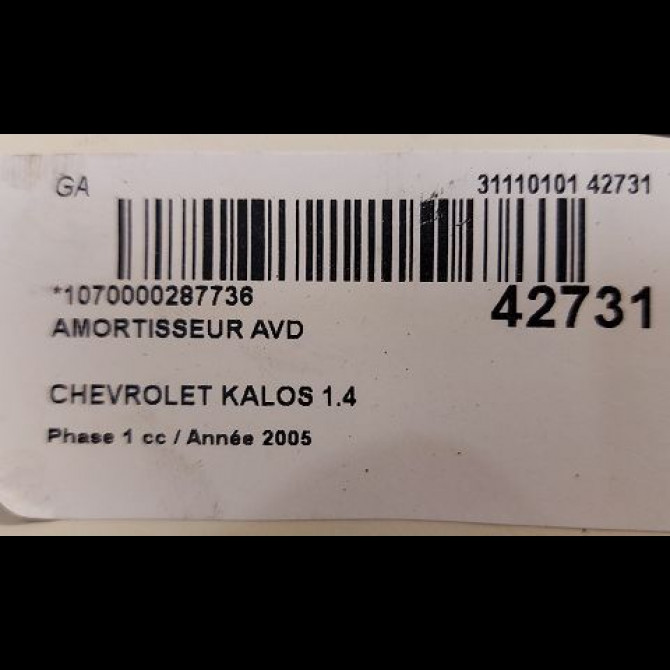 GA 31110101 42731
*1070000287736
42731
AMORTISSEUR AVD
CHEVROLET KALOS 1.4
Phase 1 cc / Année 2005